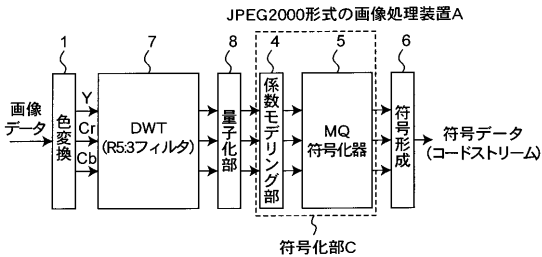 JPEG2000形式の画像処理装置A
1
7
8
4
5
6
画像
データ
色変換
Y
Cr
Cb
DWT
(R5:3フィルタ)
量子化部
係数モデリング部
MQ
符号化器
符号形成
符号データ
(コードストリーム)
符号化部C